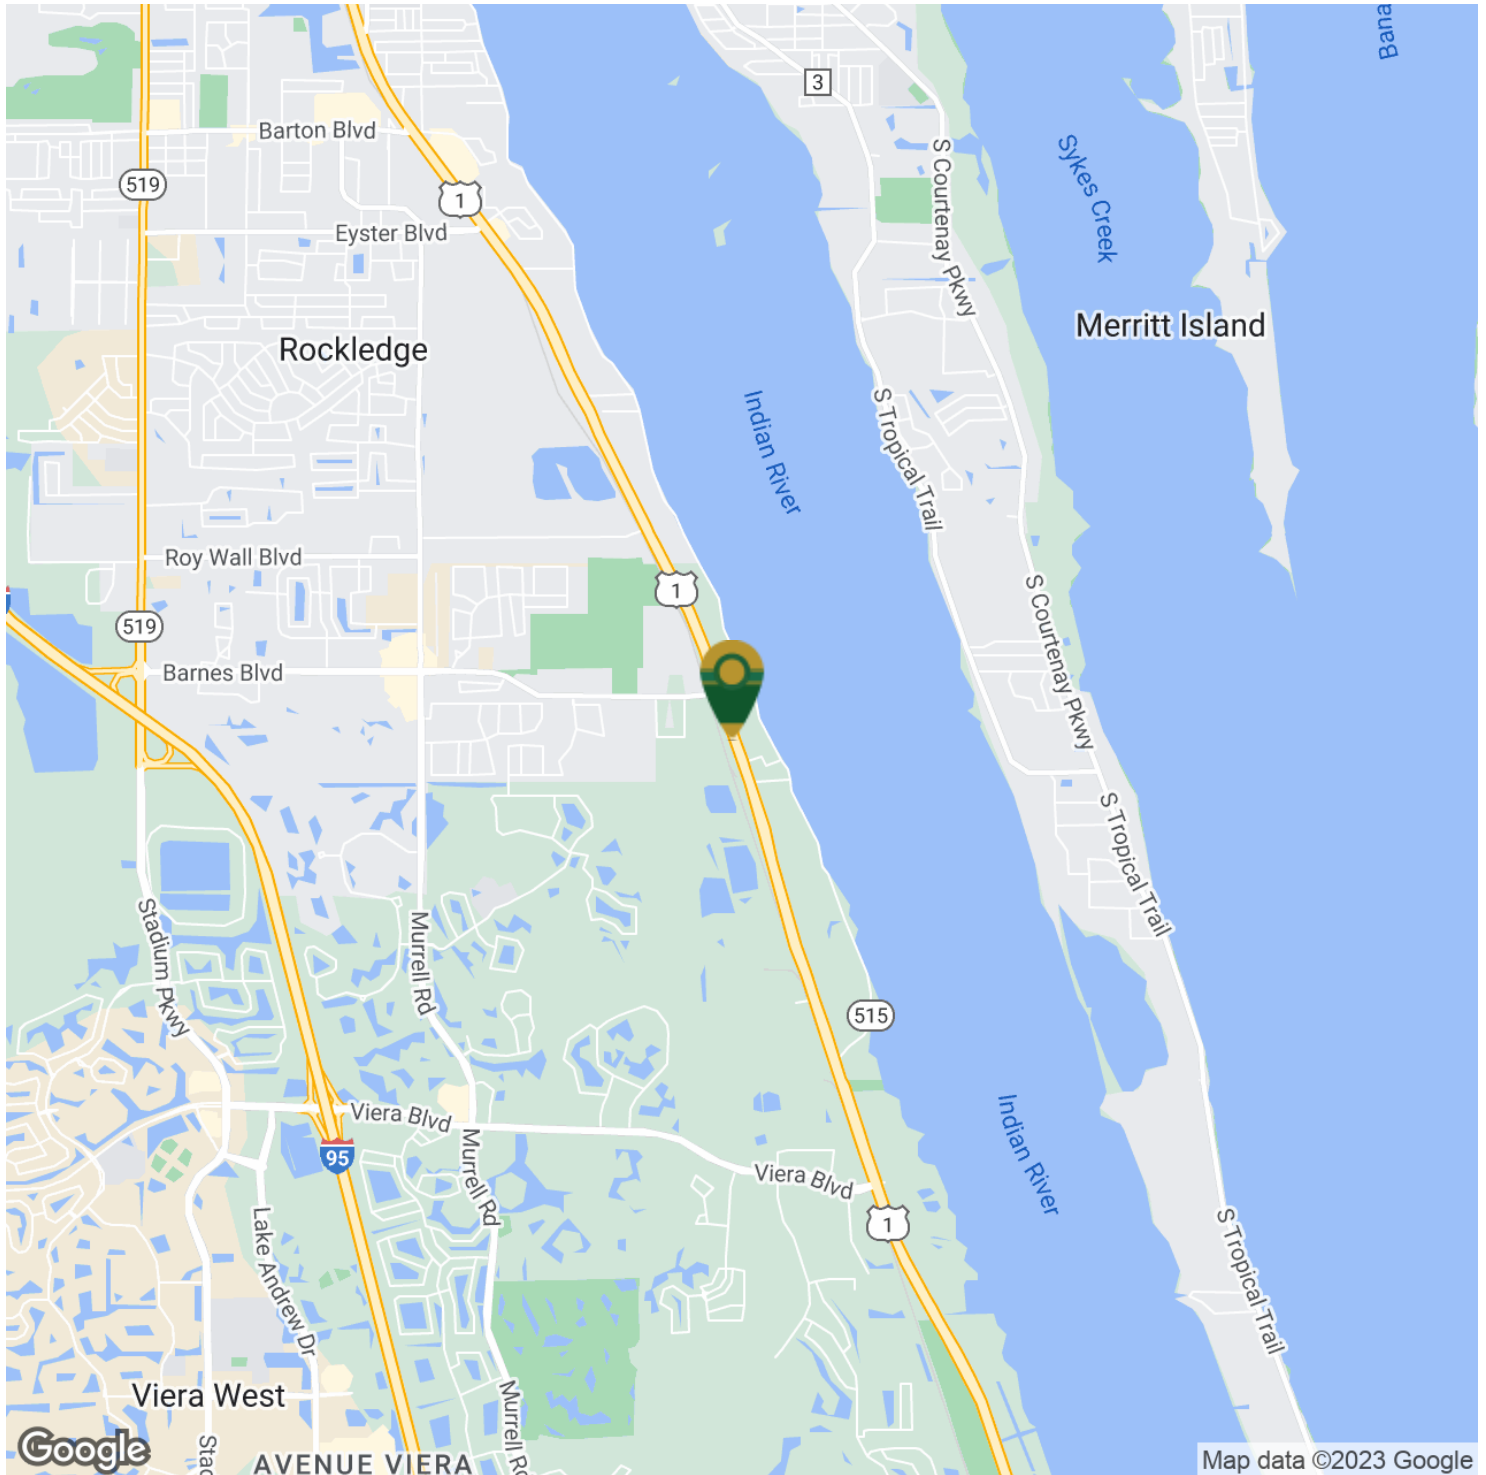 Bana
3
Barton Blvd
S Courtenay Pkwy
Sykes Creek
519
1
Eyster Blvd
Merritt Island
Rockledge
Indian River
S Tropical Trail
Roy Wall Blvd
1
S Courtenay Pkwy
519
Barnes Blvd
S Tropical Trail
Stadium Pkwy
Murrell Rd
515
Viera Blvd
Indian River
95
Murrell Rd
Viera Blvd
1
Lake Andrew Dr
S Tropical Trail
Viera West
Murrell Rd
Stad
AVENUE VIERA
Google
Map data ©2023 Google